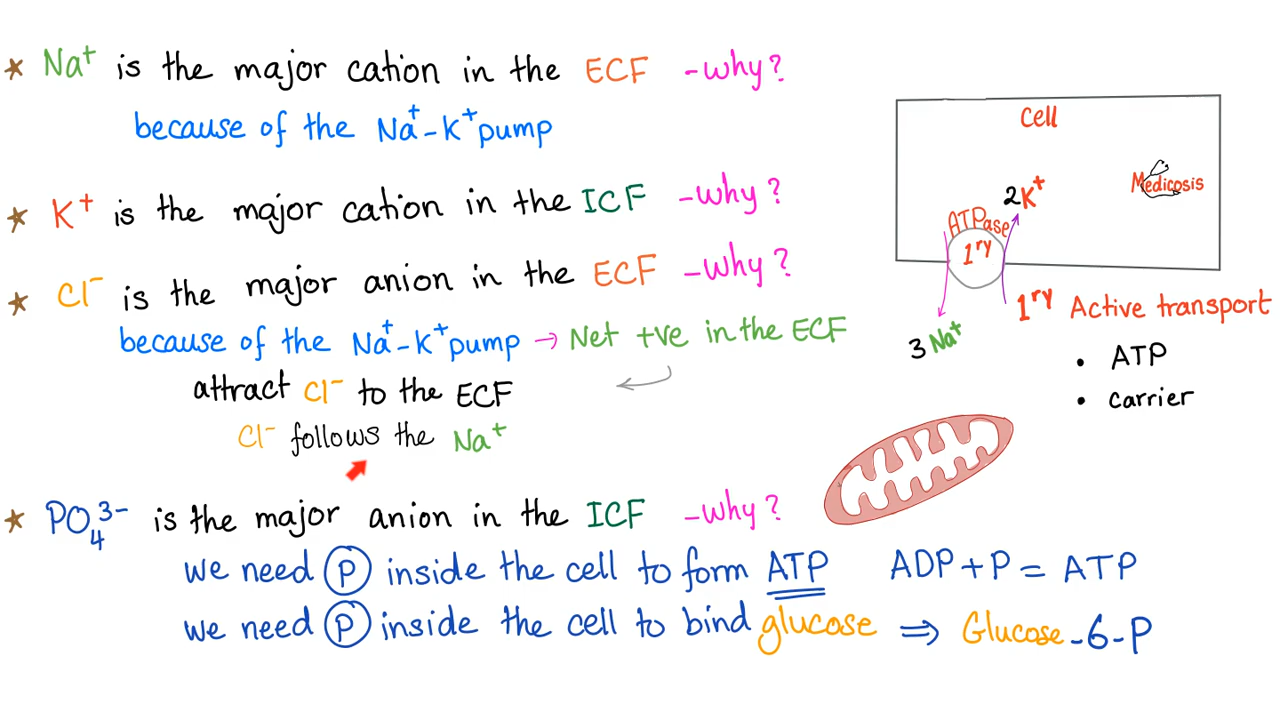 ★ Na⁺ is the major cation in the ECF -why?
because of the Na⁺-K⁺ pump
★ K⁺ is the major cation in the ICF -why?
★ Cl⁻ is the major anion in the ECF -why?
because of the Na⁺-K⁺ pump → Net +ve in the ECF
attract Cl⁻ to the ECF
Cl⁻ follows the Na⁺
★ PO₄³⁻ is the major anion in the ICF -why?
we need Ⓟ inside the cell to form ATP ADP + P = ATP
we need Ⓟ inside the cell to bind glucose ⇒ Glucose-6-P
Cell
Medicosis
2K⁺
ATPase
1ʳʸ
3 Na⁺
1ʳʸ Active transport
• ATP
• carrier